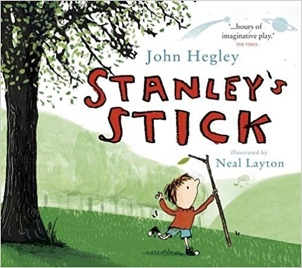 '...hours of
imaginative play.'
THE TIMES
John Hegley
STANLEY'S
STICK
illustrated by
Neal Layton